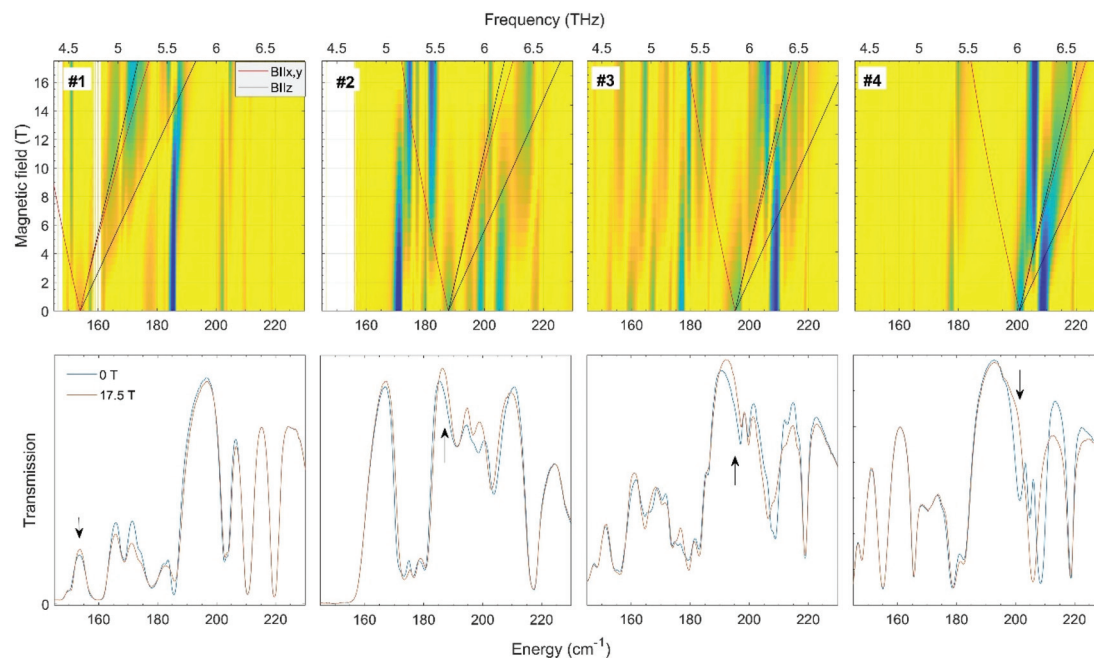 Frequency (THz)
4.5 5 5.5 6 6.5 4.5 5 5.5 6 6.5 4.5 5 5.5 6 6.5 4.5 5 5.5 6 6.5
#1 BIIx,y #2 #3 #4
BIIz
Magnetic field (T)
16
14
12
10
8
6
4
2
0
160 180 200 220 160 180 200 220 160 180 200 220 160 180 200 220
0 T
17.5 T
Transmission
0
160 180 200 220 160 180 200 220 160 180 200 220 160 180 200 220
Energy (cm-1)